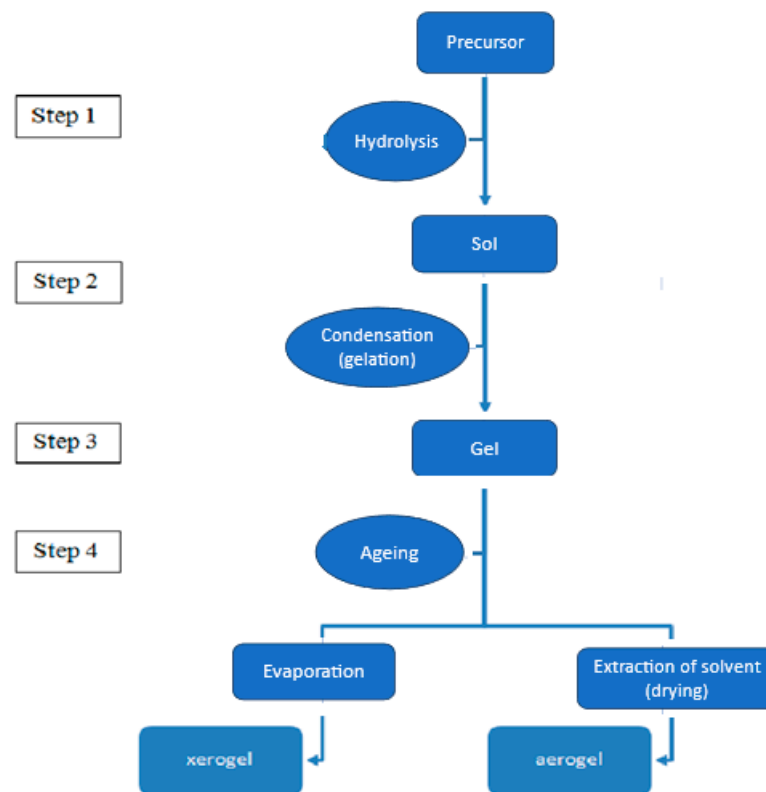 Precursor
Step 1
Hydrolysis
Sol
Step 2
Condensation
(gelation)
Step 3
Gel
Step 4
Ageing
Evaporation
Extraction of solvent
(drying)
xerogel
aerogel